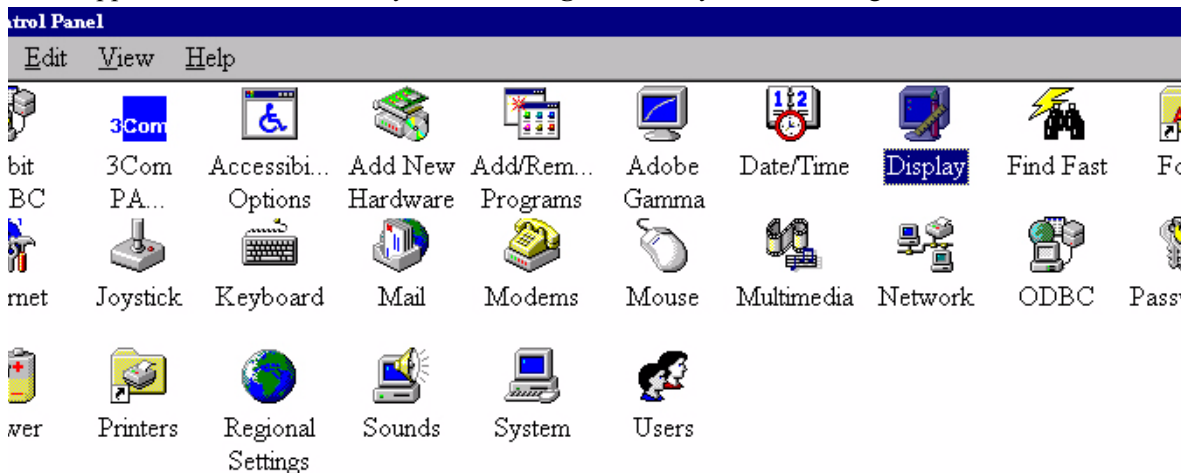 Control Panel
Edit View Help
3Com
bit 3Com Accessibi... Add New Add/Rem... Adobe Date/Time Display Find Fast
BC PA... Options Hardware Programs Gamma
rnet Joystick Keyboard Mail Modems Mouse Multimedia Network ODBC Pass
wer Printers Regional Sounds System Users
Settings